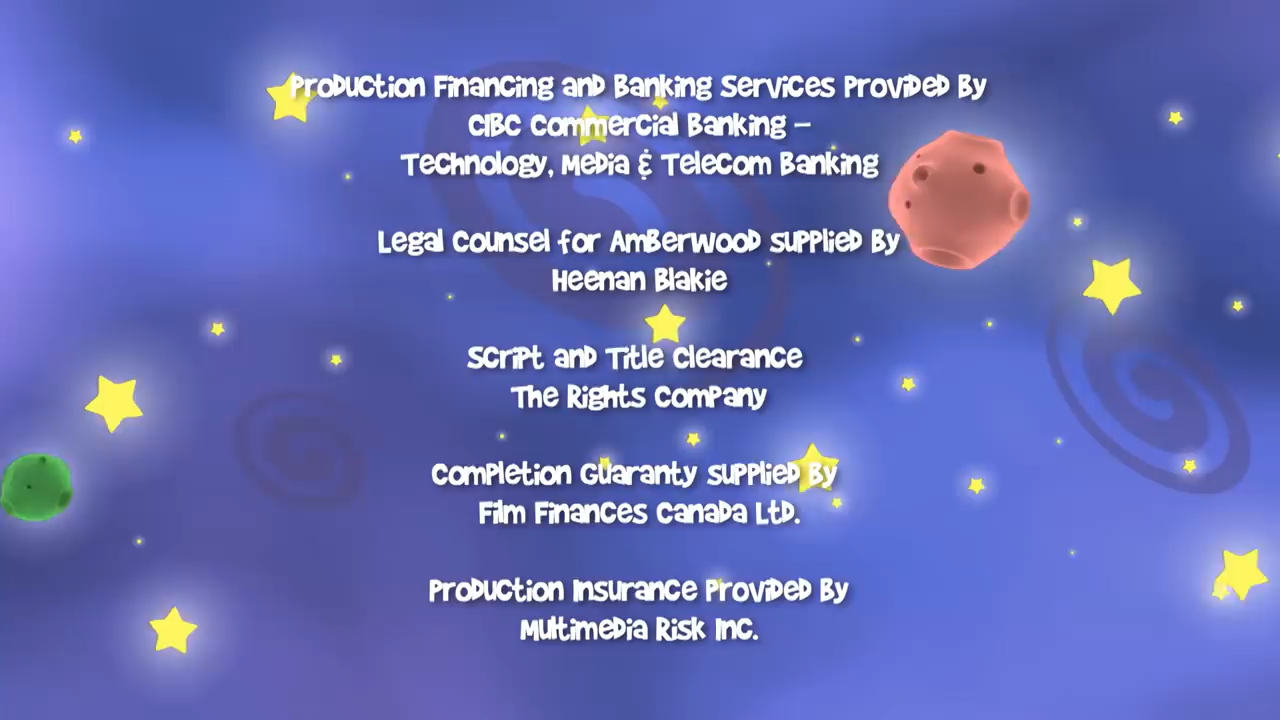 Production Financing and Banking Services Provided By
CIBC Commercial Banking –
Technology, Media & Telecom Banking
Legal Counsel for Amberwood Supplied By
Heenan Blakie
Script and Title Clearance
The Rights Company
Completion Guaranty Supplied By
Film Finances Canada Ltd.
Production Insurance Provided By
Multimedia Risk Inc.